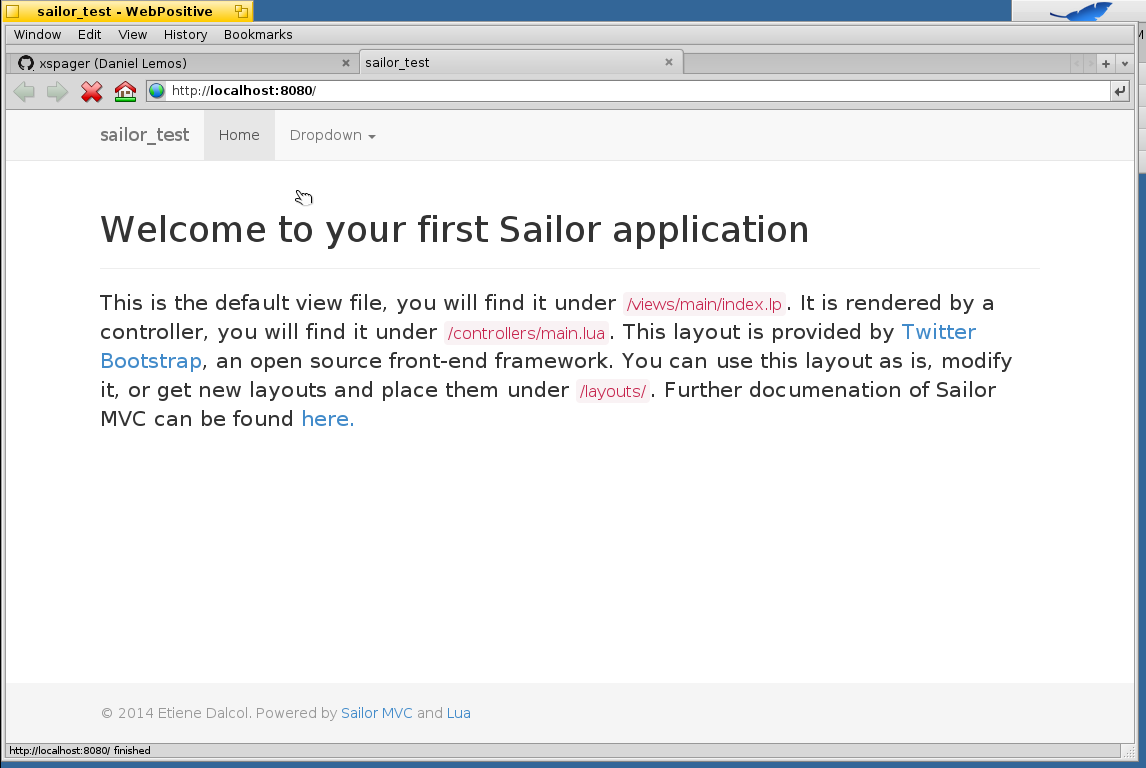 sailor_test - WebPositive
Window Edit View History Bookmarks
xspager (Daniel Lemos)
sailor_test
http://localhost:8080/
sailor_test Home Dropdown
Welcome to your first Sailor application
This is the default view file, you will find it under /views/main/index.lp. It is rendered by a
controller, you will find it under /controllers/main.lua. This layout is provided by Twitter
Bootstrap, an open source front-end framework. You can use this layout as is, modify
it, or get new layouts and place them under /layouts/. Further documenation of Sailor
MVC can be found here.
© 2014 Etiene Dalcol. Powered by Sailor MVC and Lua
http://localhost:8080/ finished